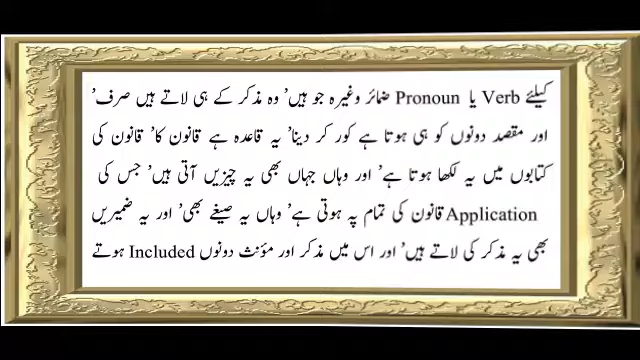 کیلئے Verb یا Pronoun ضمائر وغیرہ جو ہیں’ وہ مذکر کے ہی لاتے ہیں صرف’
اور مقصد دونوں کو ہی ہوتا ہے کور کر دینا’ یہ قاعدہ ہے قانون کا’ قانون کی
کتابوں میں یہ لکھا ہوتا ہے’ اور وہاں جہاں بھی یہ چیزیں آتی ہیں’ جس کی
Application قانون کی تمام پہ ہوتی ہے’ وہاں یہ صیغے بھی’ اور یہ ضمیریں
بھی یہ مذکر کی لاتے ہیں’ اور اس میں مذکر اور مؤنث دونوں Included ہوتے